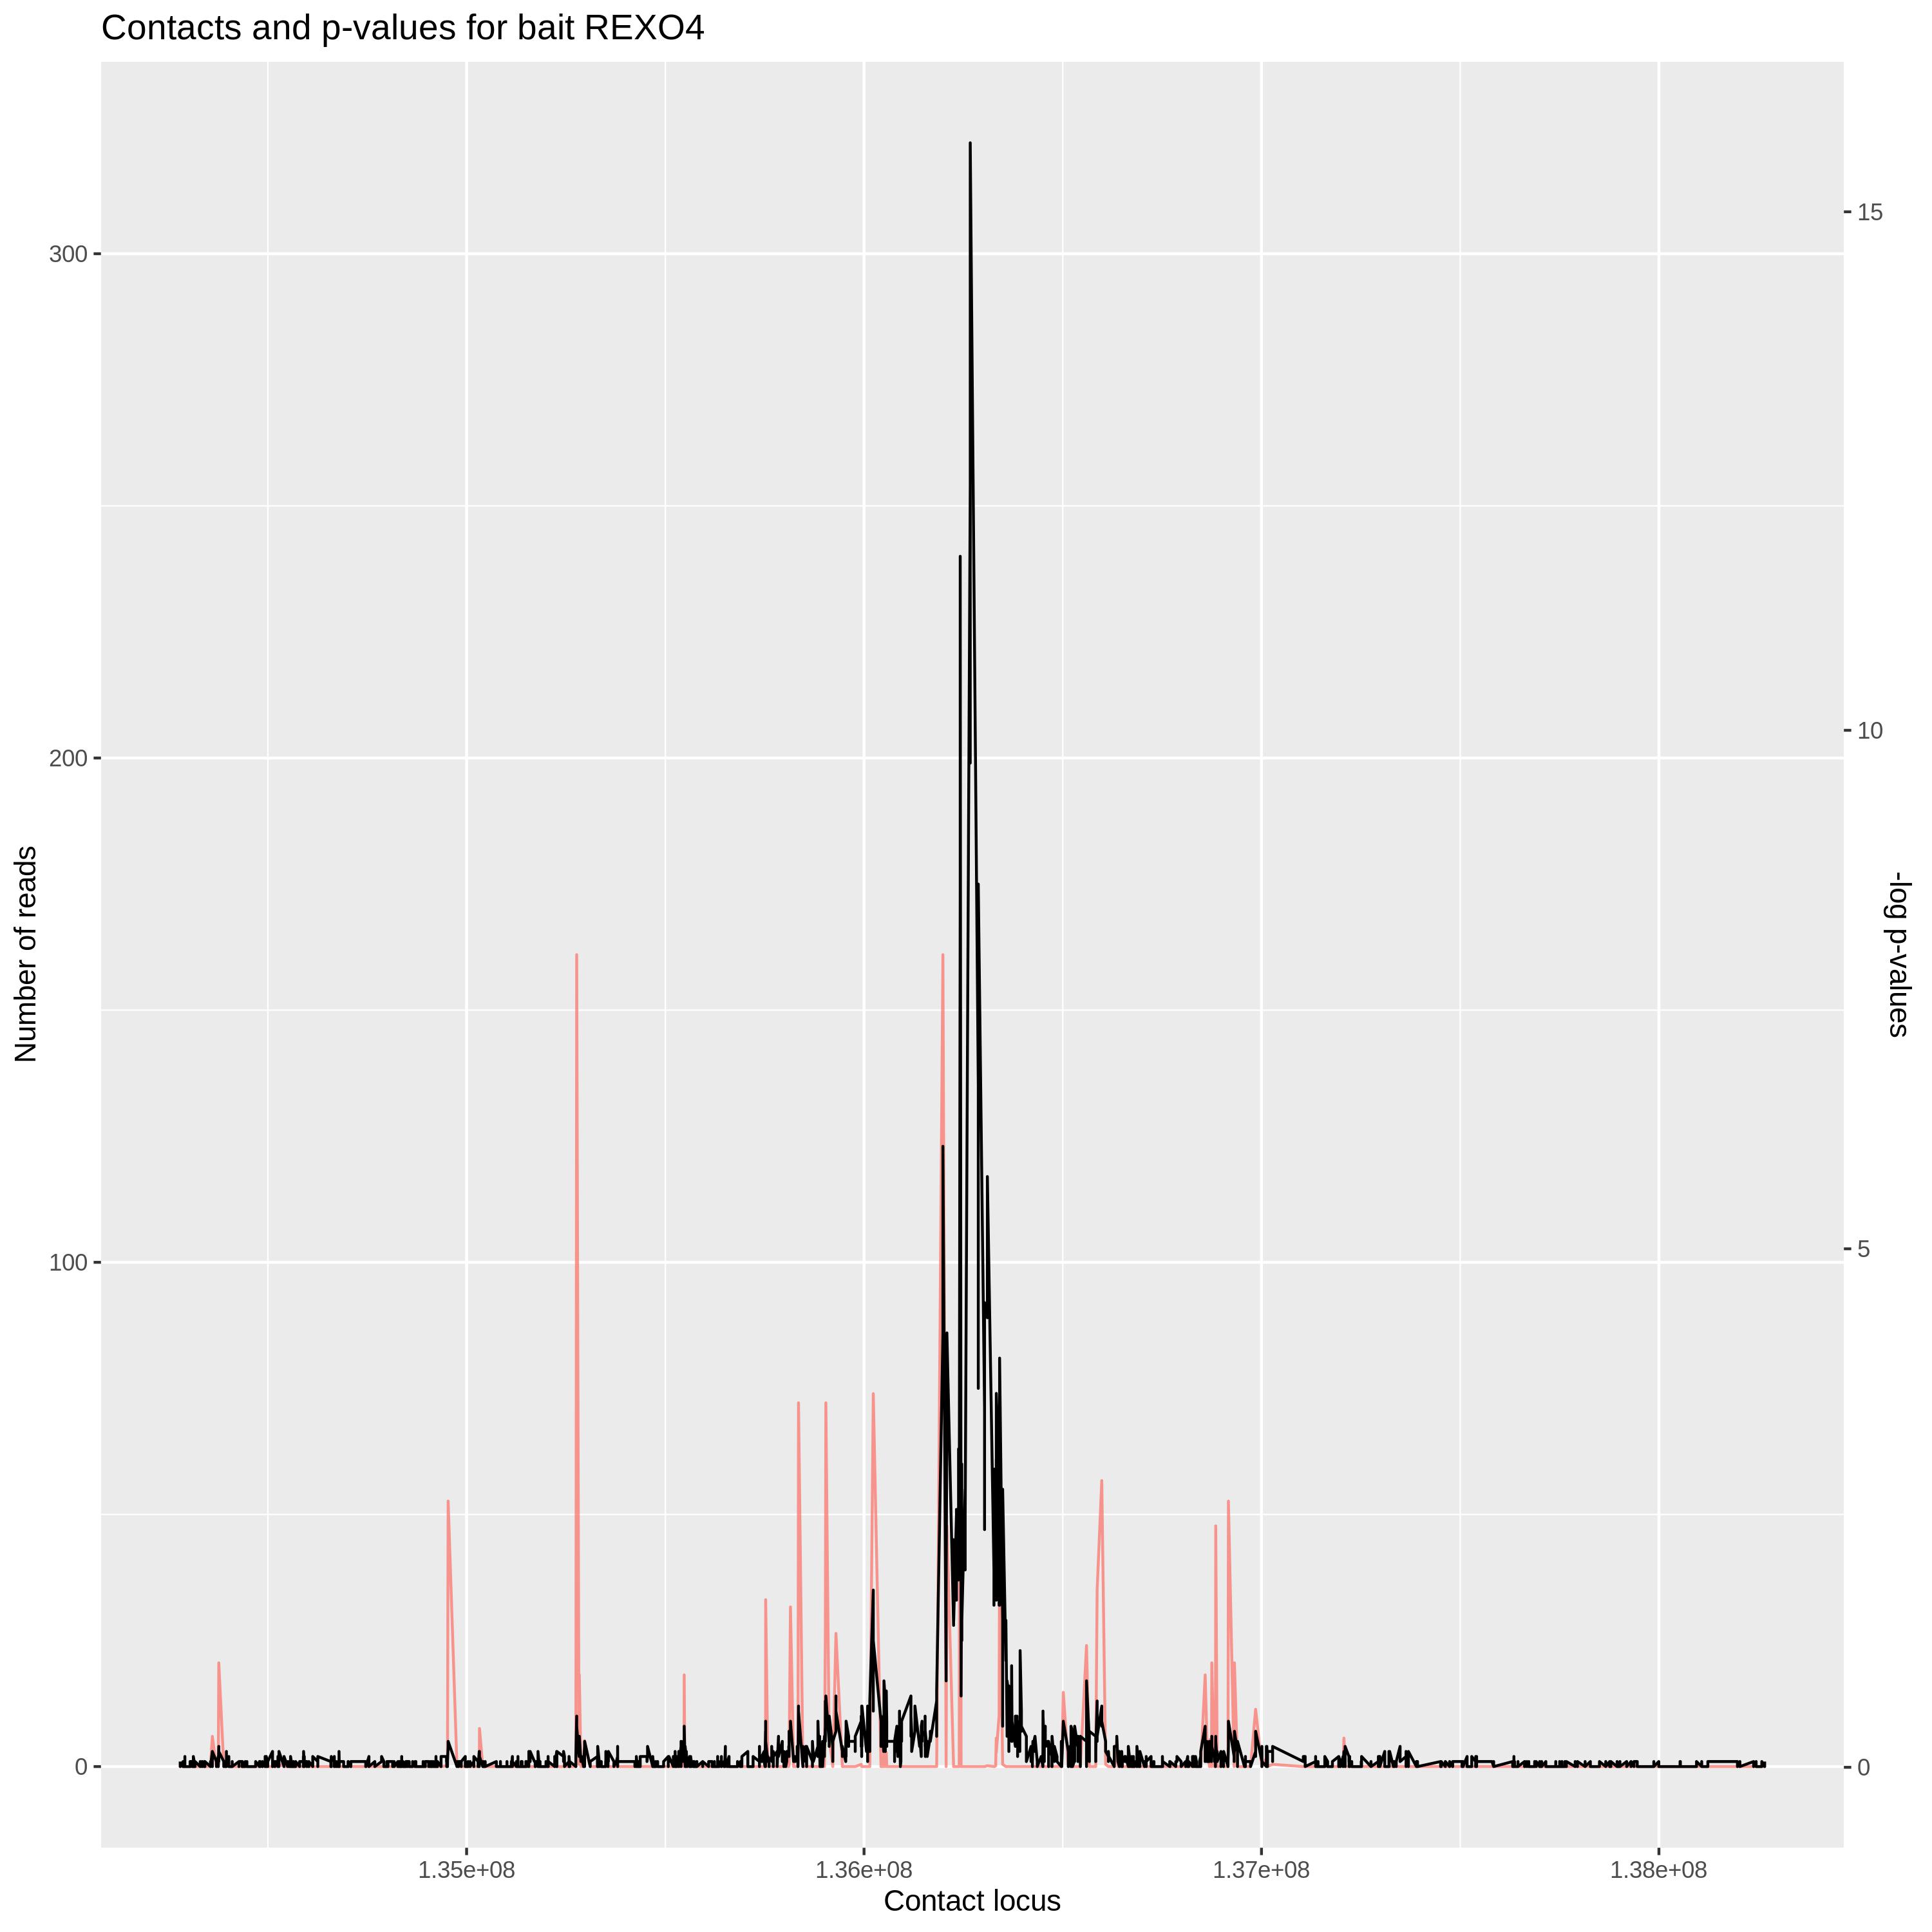 Contacts and p-values for bait REXO4
Number of reads
300
200
100
0
15
10
5
0
-log p-values
1.35e+08
1.36e+08
1.37e+08
1.38e+08
Contact locus